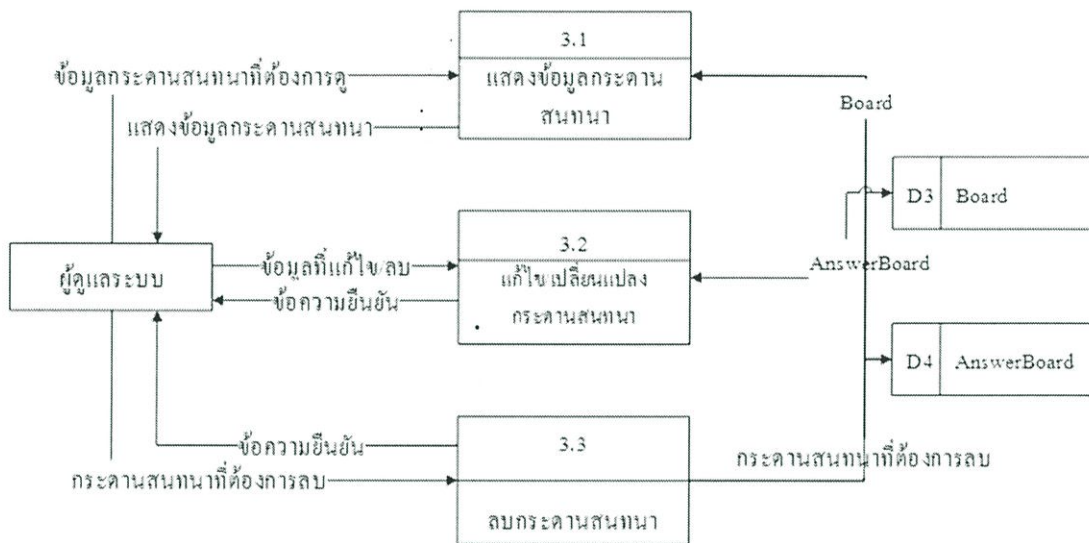 3.1
ข้อมูลกระดานสนทนาที่ต้องการดู
แสดงข้อมูลกระดาน
สนทนา
Board
แสดงข้อมูลกระดานสนทนา
D3 Board
3.2
ผู้ดูแลระบบ
ข้อมูลที่แก้ไข/ลบ
AnswerBoard
แก้ไข/เปลี่ยนแปลง
กระดานสนทนา
ข้อความยืนยัน
D4 AnswerBoard
ข้อความยืนยัน
3.3
กระดานสนทนาที่ต้องการลบ
กระดานสนทนาที่ต้องการลบ
ลบกระดานสนทนา